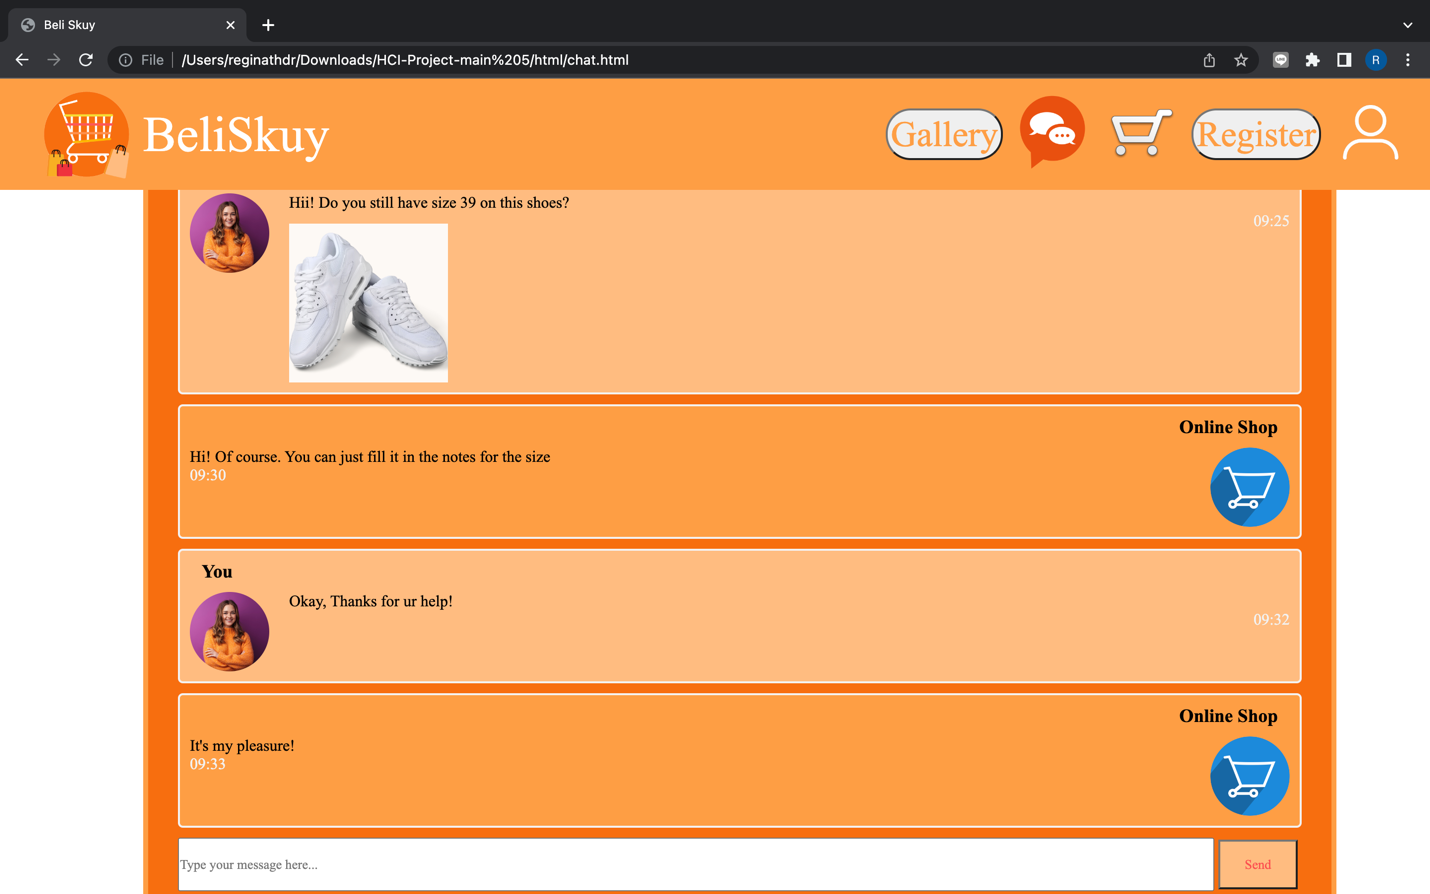 Beli Skuy
File
/Users/reginathdr/Downloads/HCI-Project-main%205/html/chat.html
R
BeliSkuy
Gallery
Register
Hii! Do you still have size 39 on this shoes?
09:25
Online Shop
Hi! Of course. You can just fill it in the notes for the size
09:30
You
Okay, Thanks for ur help!
09:32
Online Shop
It's my pleasure!
09:33
Type your message here...
Send